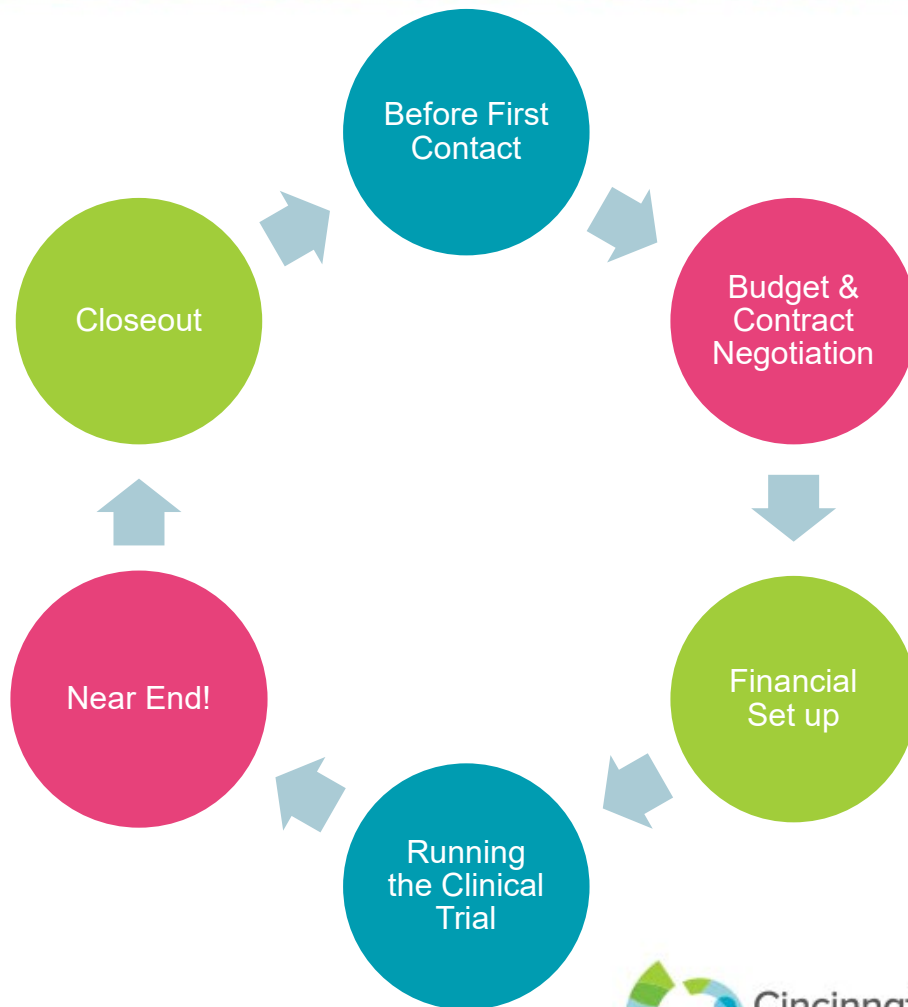 Before First
Contact
Budget &
Contract
Negotiation
Financial
Set up
Running
the Clinical
Trial
Near End!
Closeout